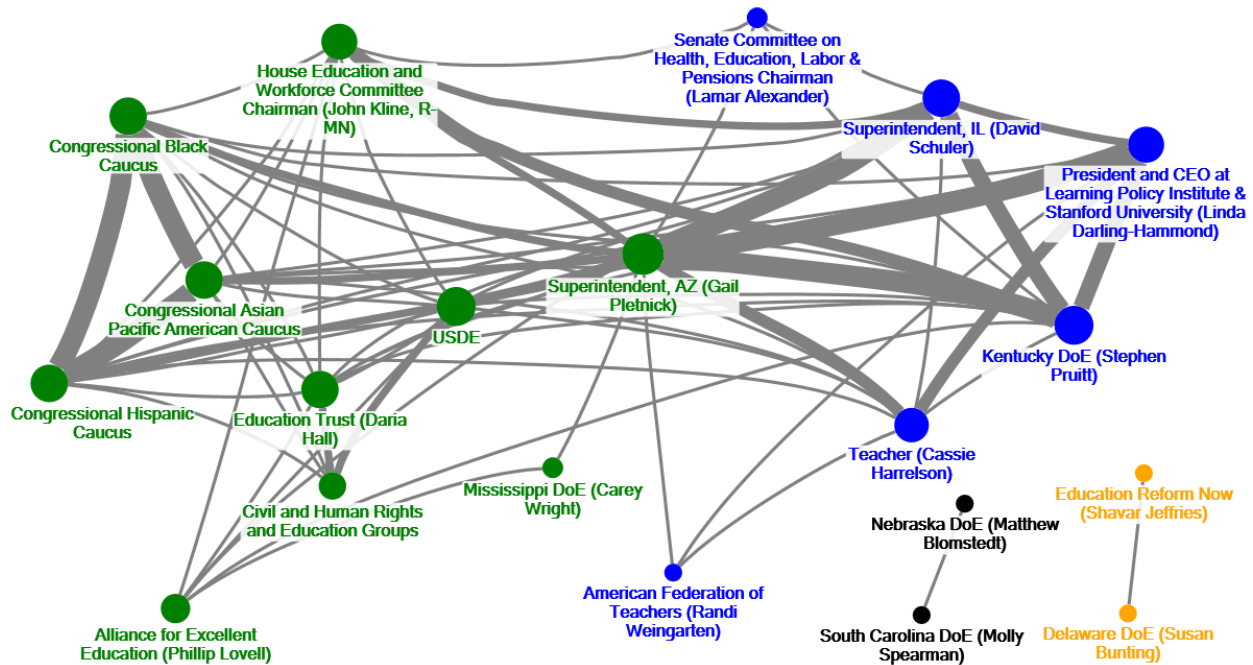 House Education and
Workforce Committee
Chairman (John Kline, R-
MN)
Senate Committee on
Health, Education, Labor &
Pensions Chairman
(Lamar Alexander)
Congressional Black
Caucus
Superintendent, IL (David
Schuler)
President and CEO at
Learning Policy Institute &
Stanford University (Linda
Darling-Hammond)
Congressional Asian
Pacific American Caucus
Superintendent, AZ (Gail
Pletnick)
USDE
Kentucky DoE (Stephen
Pruitt)
Congressional Hispanic
Caucus
Education Trust (Daria
Hall)
Teacher (Cassie
Harrelson)
Civil and Human Rights
and Education Groups
Mississippi DoE (Carey
Wright)
Education Reform Now
(Shavar Jeffries)
Nebraska DoE (Matthew
Blomstedt)
American Federation of
Teachers (Randi
Weingarten)
Alliance for Excellent
Education (Phillip Lovell)
South Carolina DoE (Molly
Spearman)
Delaware DoE (Susan
Bunting)